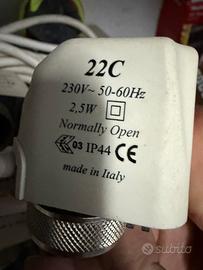 22C
230V~ 50-60Hz
2,5W
Normally Open
03 IP44 CE
made in Italy
subito